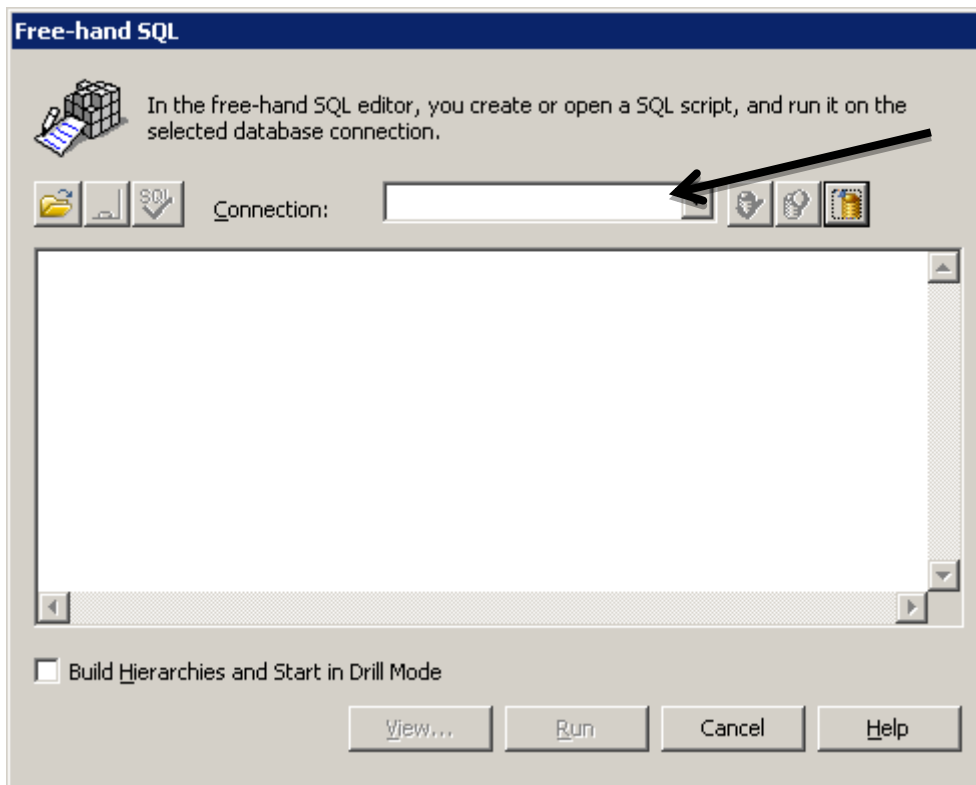 Free-hand SQL
In the free-hand SQL editor, you create or open a SQL script, and run it on the
selected database connection.
SQL
Connection:
Build Hierarchies and Start in Drill Mode
View...
Run
Cancel
Help